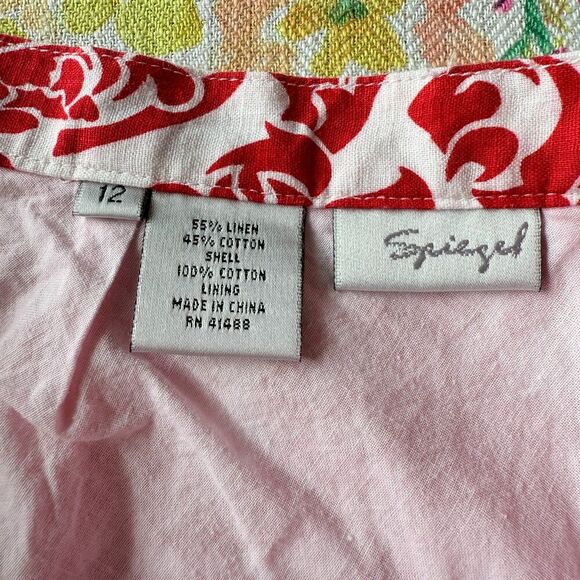 12
55% LINEN
45% COTTON
SHELL
100% COTTON
LINING
MADE IN CHINA
RN 41488
Spiegel